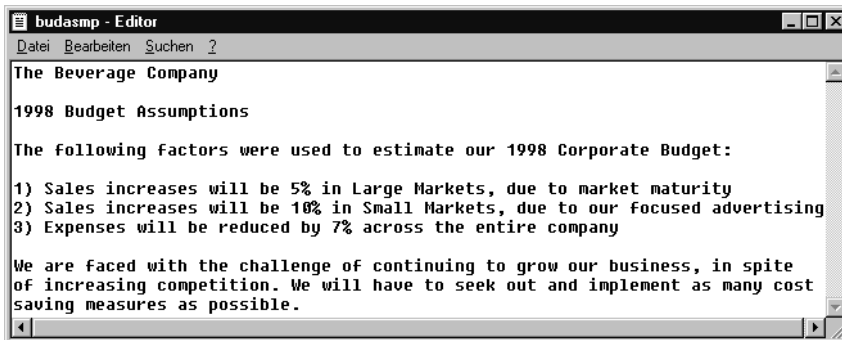 budasmp - Editor
Datei Bearbeiten Suchen ?
The Beverage Company
1998 Budget Assumptions
The following factors were used to estimate our 1998 Corporate Budget:
1) Sales increases will be 5% in Large Markets, due to market maturity
2) Sales increases will be 10% in Small Markets, due to our focused advertising
3) Expenses will be reduced by 7% across the entire company
We are faced with the challenge of continuing to grow our business, in spite
of increasing competition. We will have to seek out and implement as many cost
saving measures as possible.